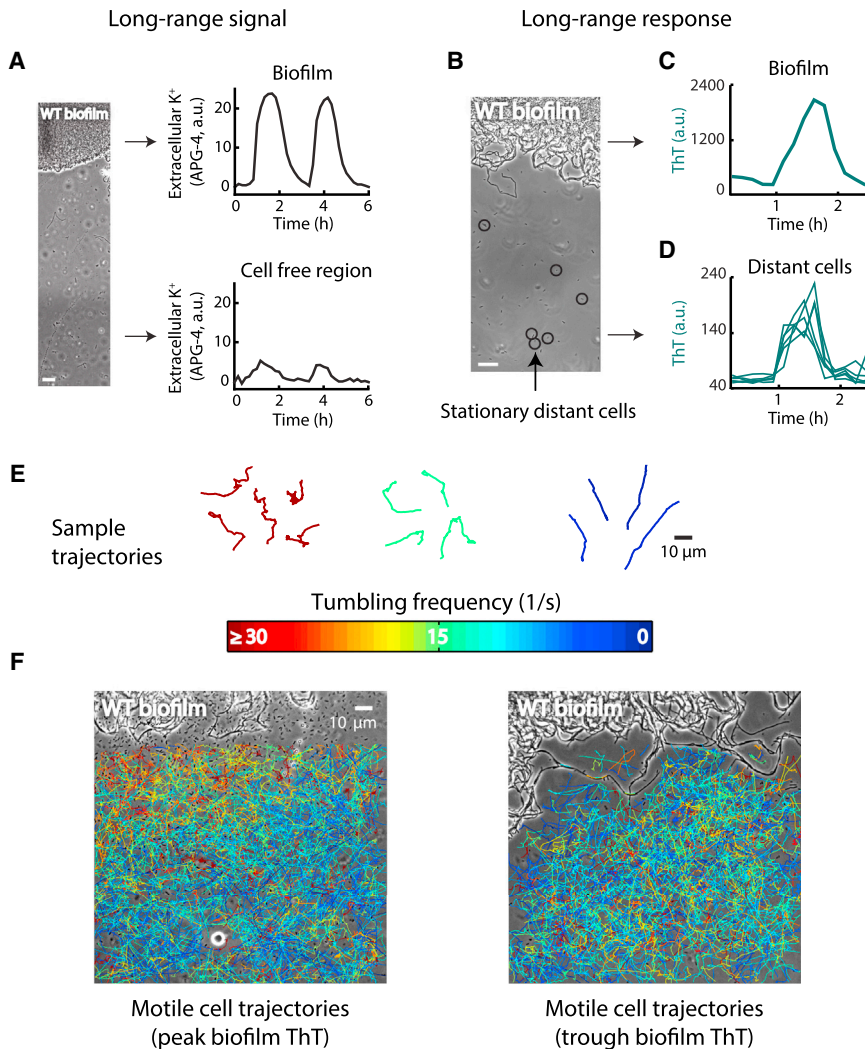 Long-range signal
Long-range response
A
WT biofilm
Biofilm
Extracellular K⁺
(APG-4, a.u.)
20
10
0
0 2 4 6
Time (h)
Cell free region
Extracellular K⁺
(APG-4, a.u.)
20
10
0
0 2 4 6
Time (h)
B
WT biofilm
Stationary distant cells
C
Biofilm
ThT (a.u.)
2400
1200
0
1 2
Time (h)
D
Distant cells
ThT (a.u.)
240
140
40
1 2
Time (h)
E
Sample
trajectories
10 μm
Tumbling frequency (1/s)
≥ 30 15 0
F
WT biofilm
10 μm
Motile cell trajectories
(peak biofilm ThT)
WT biofilm
Motile cell trajectories
(trough biofilm ThT)